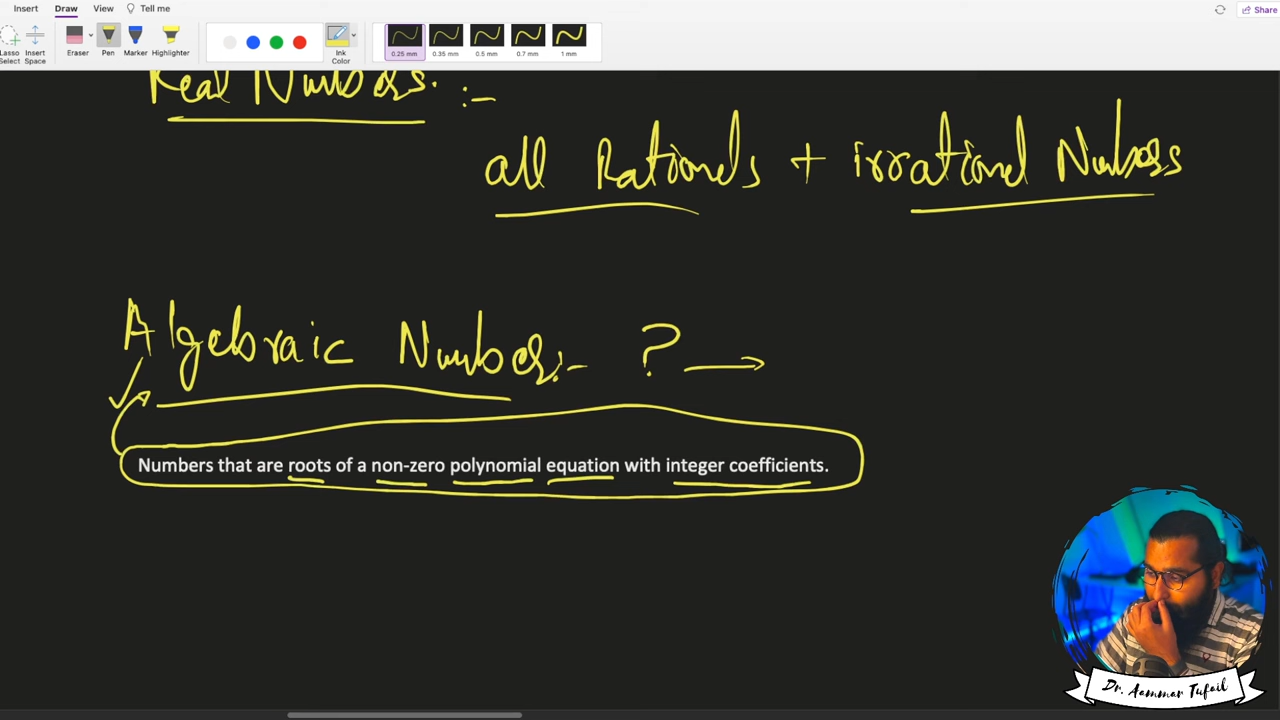 Insert Draw View Tell me Share
Lasso Select Insert Space Eraser Pen Marker Highlighter Ink Color 0.25 mm 0.35 mm 0.5 mm 0.7 mm 1 mm
Real Numbers. :-
all Rationals + irrational Numbers
Algebraic Number:- ? →
Numbers that are roots of a non-zero polynomial equation with integer coefficients.
Dr. Aammar Tufail